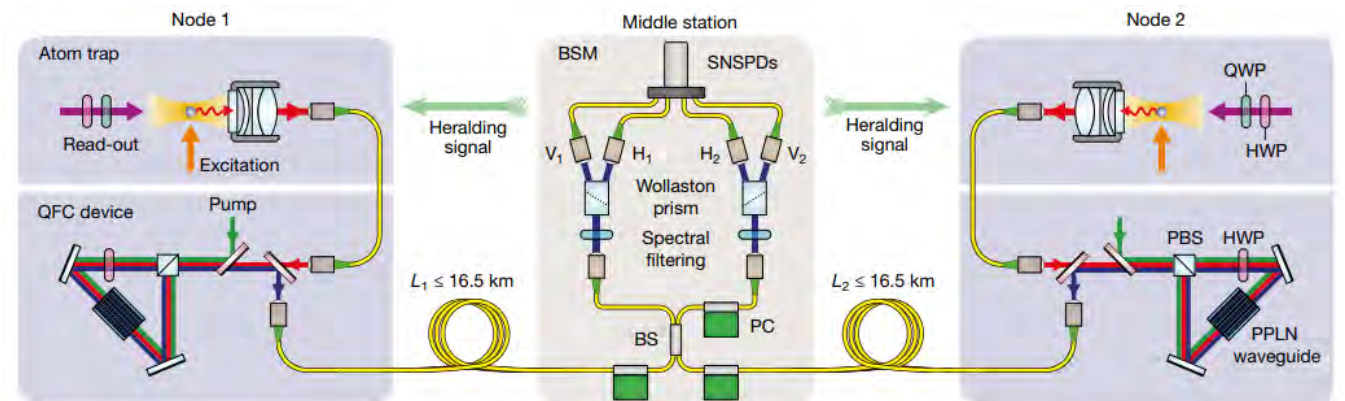 Node 1
Middle station
Node 2
Atom trap
BSM
SNSPDs
QWP
Read-out
Excitation
Heralding
signal
Heralding
signal
HWP
V1
H1
H2
V2
Wollaston
prism
QFC device
Pump
Spectral
filtering
PBS
HWP
L1 ≤ 16.5 km
L2 ≤ 16.5 km
PC
BS
PPLN
waveguide